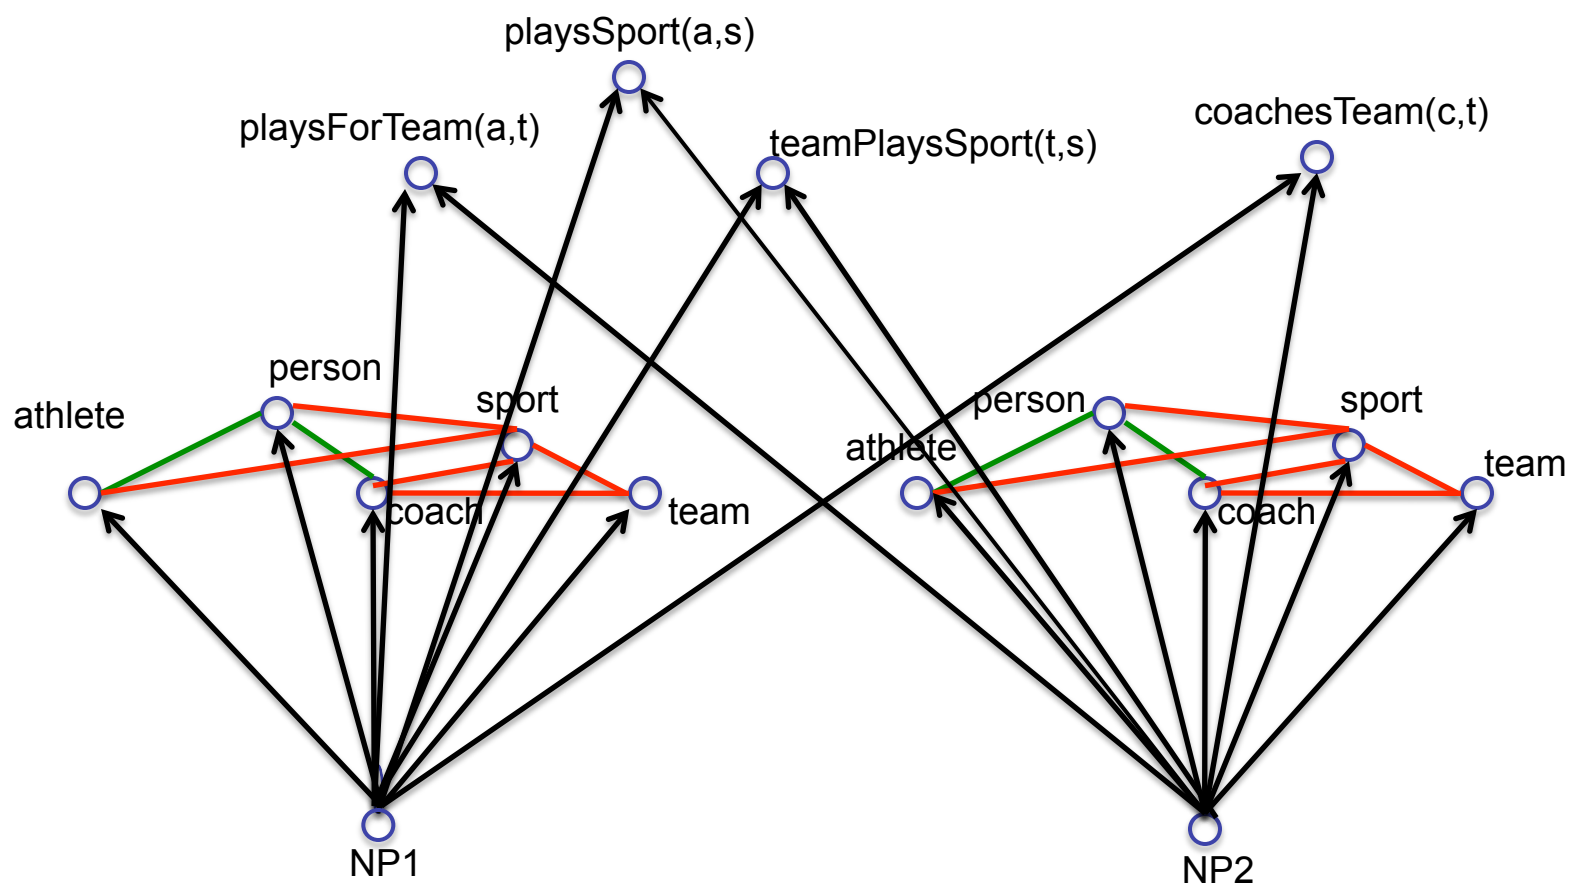 playsSport(a,s)
playsForTeam(a,t)
teamPlaysSport(t,s)
coachesTeam(c,t)
person
athlete
sport
coach
team
person
athlete
sport
team
coach
NP1
NP2